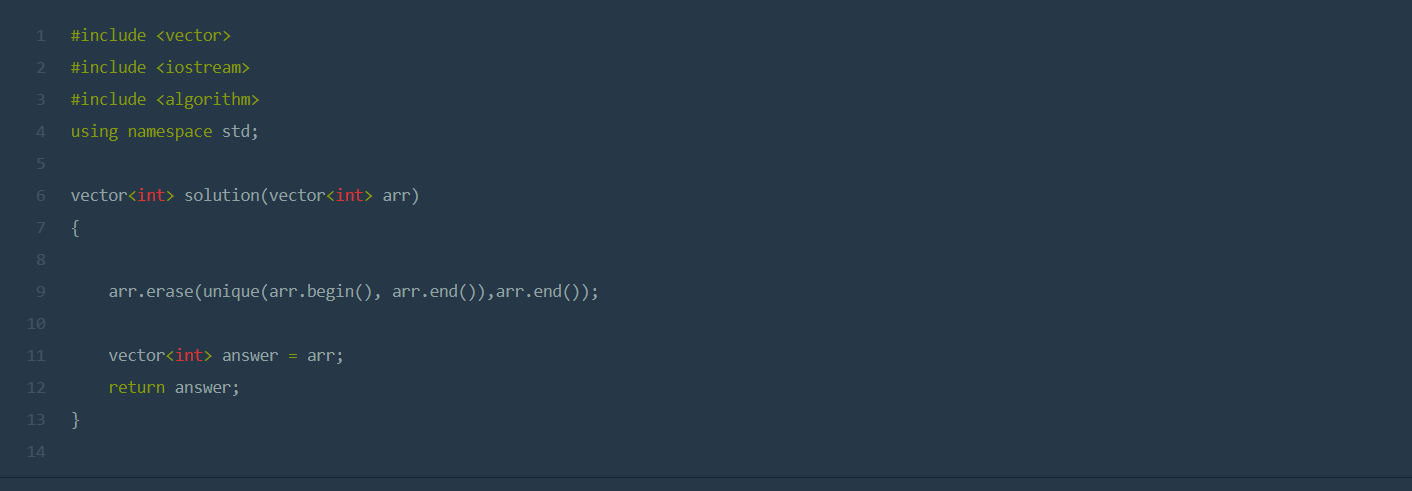 1 #include <vector>
2 #include <iostream>
3 #include <algorithm>
4 using namespace std;
5
6 vector<int> solution(vector<int> arr)
7 {
8
9     arr.erase(unique(arr.begin(), arr.end()),arr.end());
10
11     vector<int> answer = arr;
12     return answer;
13 }
14